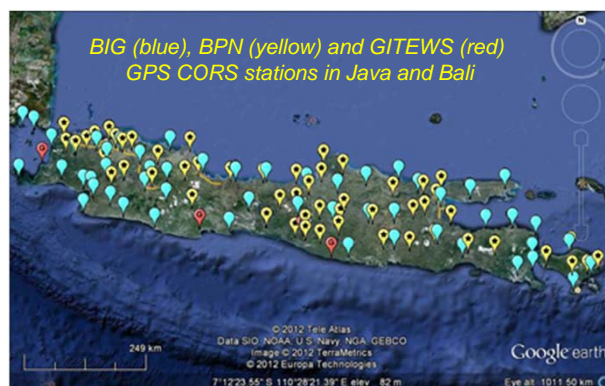 BIG (blue), BPN (yellow) and GITEWS (red)
GPS CORS stations in Java and Bali
N
© 2012 Tele Atlas
Data SIO, NOAA, U.S. Navy, NGA, GEBCO
Image © 2012 TerraMetrics
© 2012 Europa Technologies
249 km
Google earth
7°12'23.55" S 110°28'21.39" E elev 82 m
Eye alt 1011.50 km